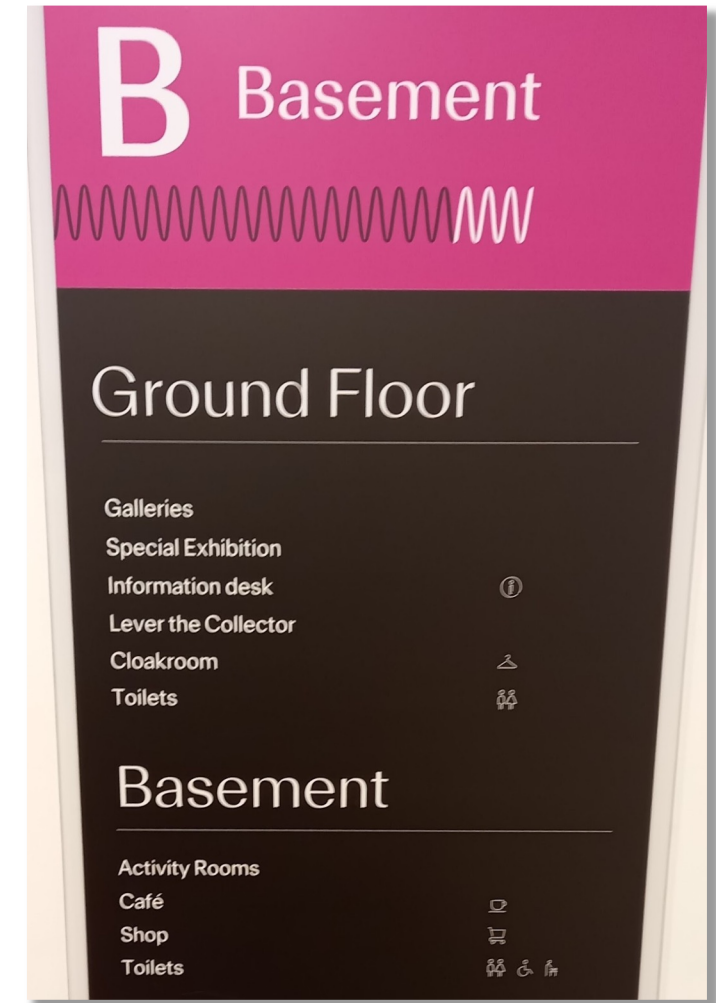 B Basement
Ground Floor
Galleries
Special Exhibition
Information desk
Lever the Collector
Cloakroom
Toilets
Basement
Activity Rooms
Café
Shop
Toilets